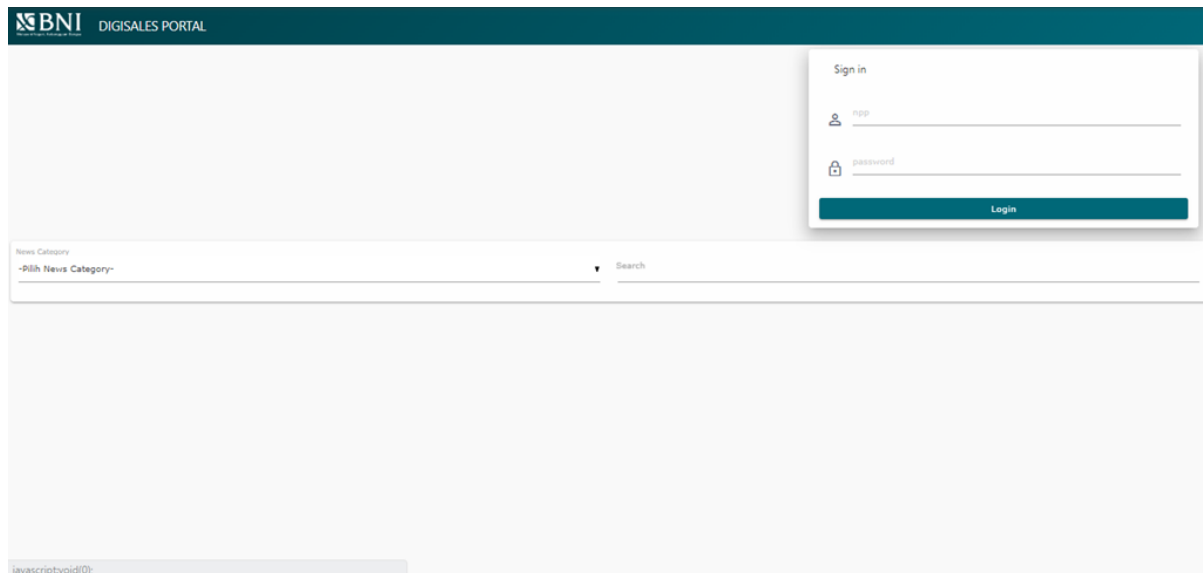 BNI DIGISALES PORTAL
Sign in
npp
password
Login
News Category
-Pilih News Category-
Search
javascript:void(0);